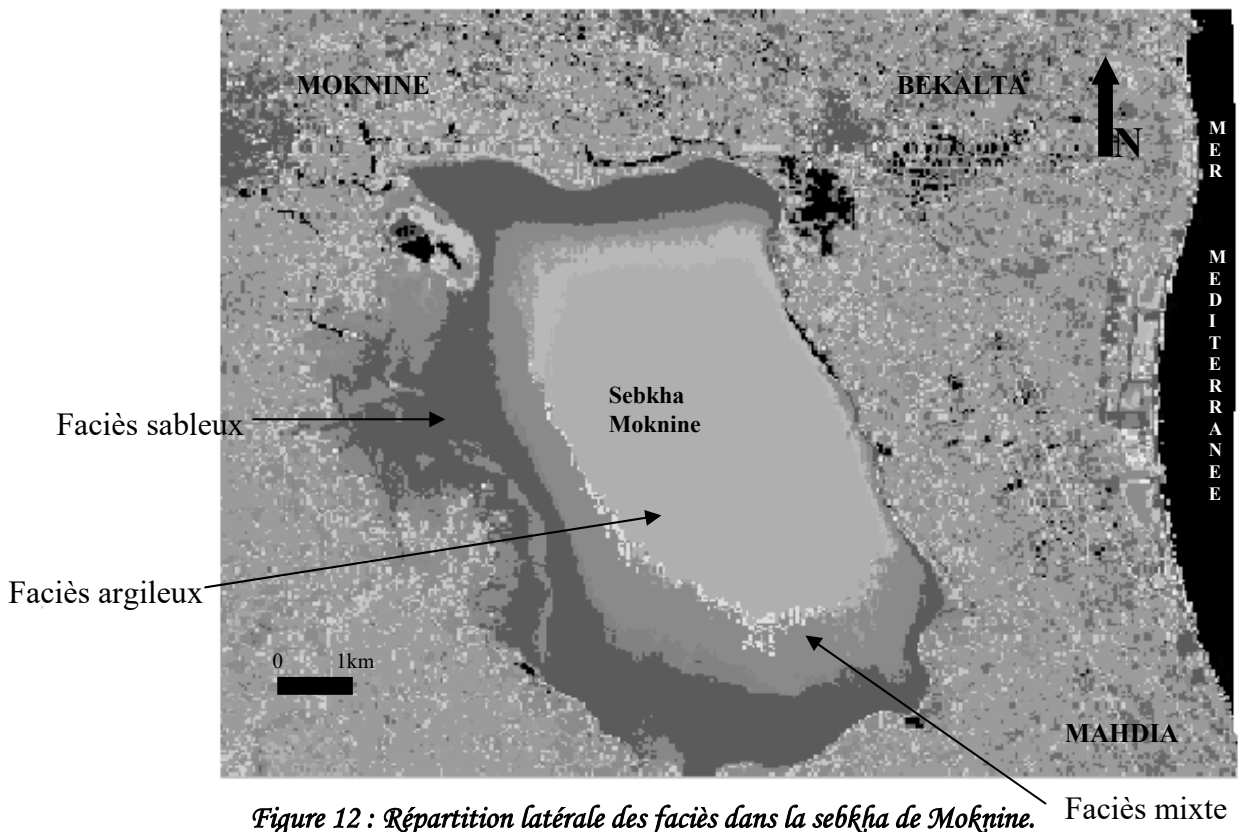 MOKNINE
BEKALTA
N
MER
MEDITERRANEE
Sebkha
Moknine
Faciès sableux
Faciès argileux
0 1km
MAHDIA
Faciès mixte
Figure 12 : Répartition latérale des faciès dans la sebkha de Moknine.